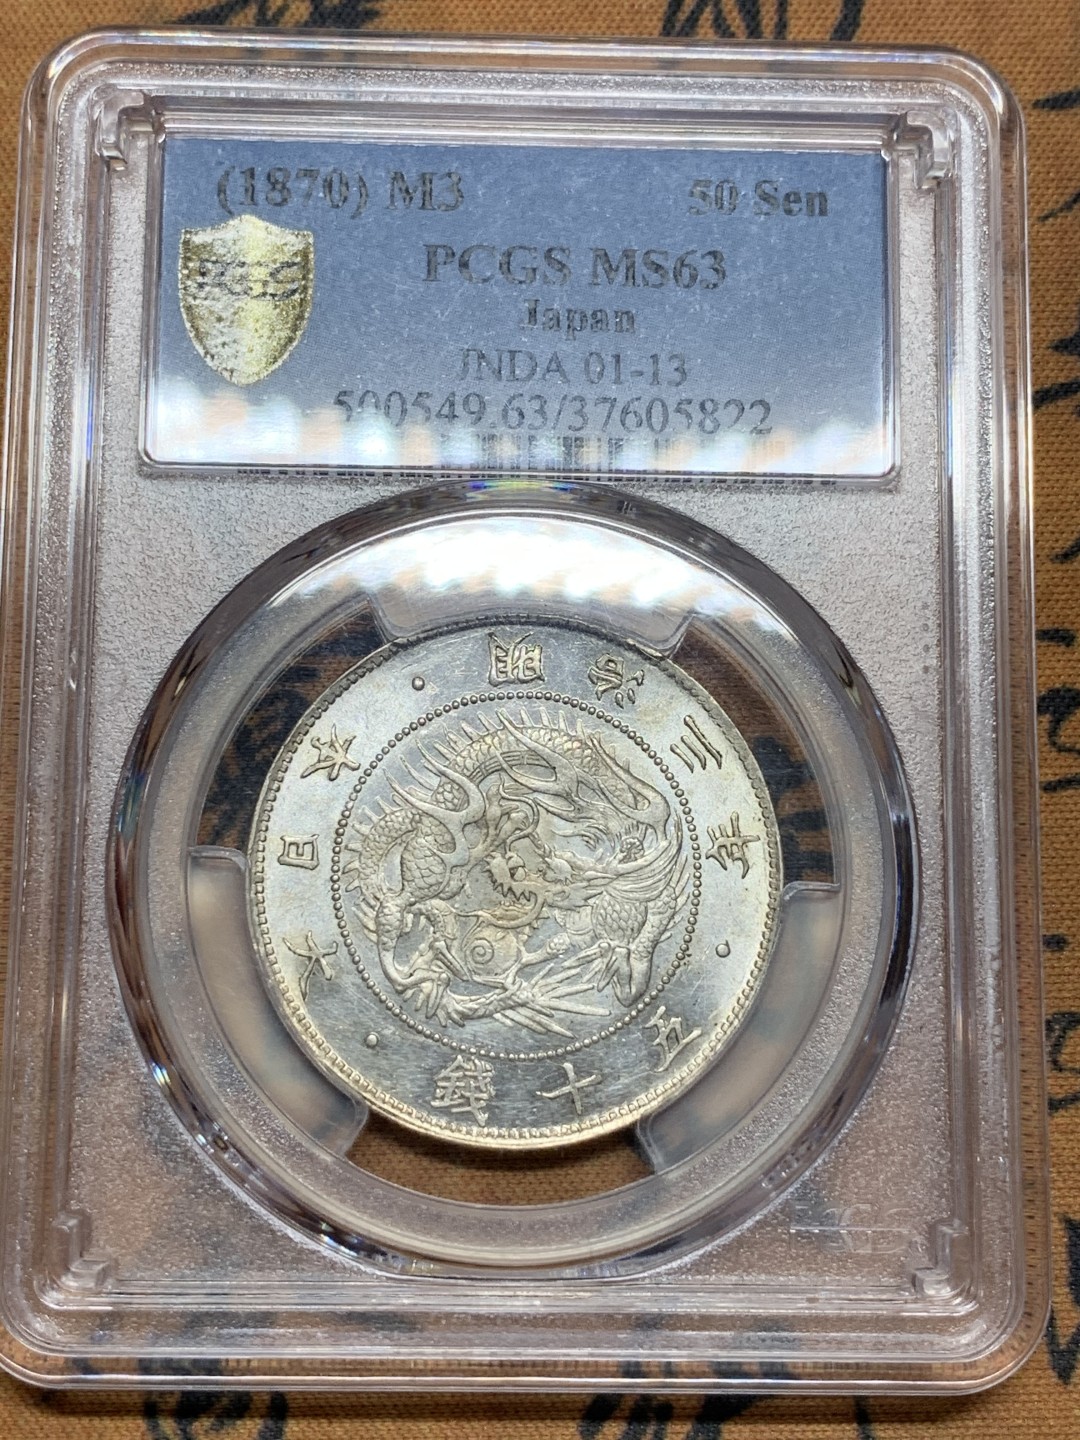 (1870) M3 50 Sen
PCGS MS63
Japan
JNDA 01-13
500549.63/37605822
大日本
明治三年
五十錢